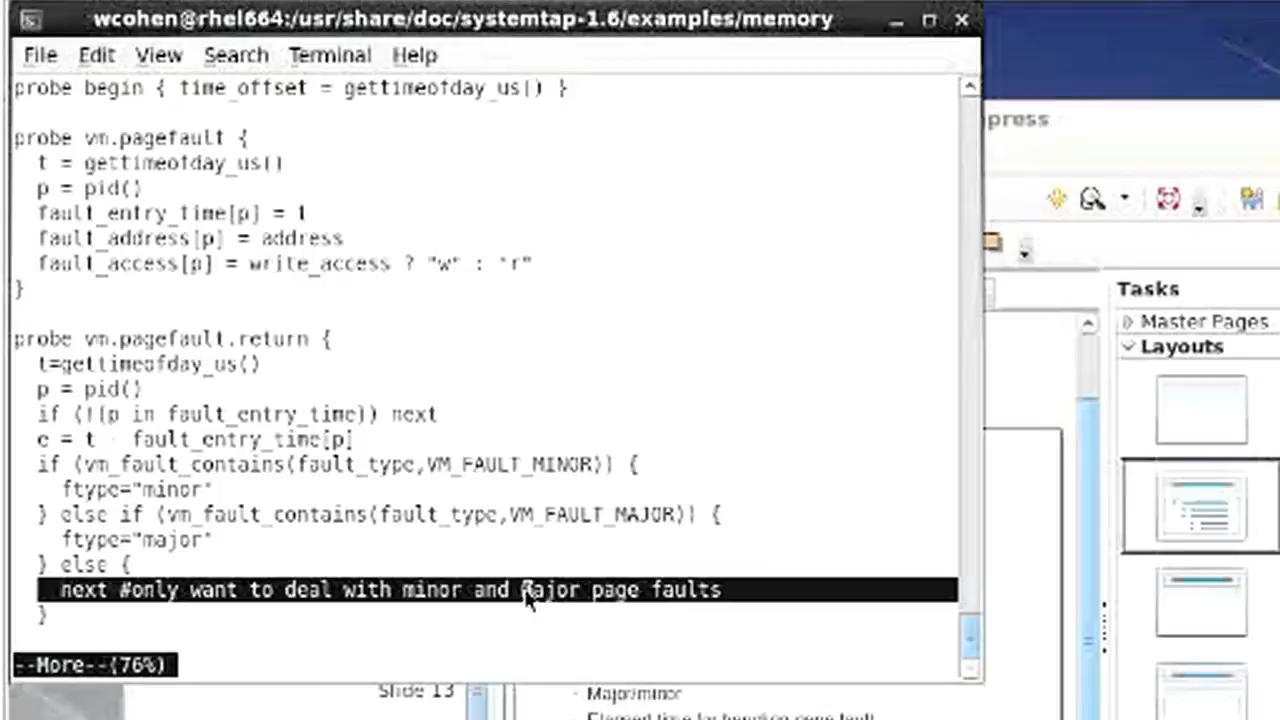 wcohen@rhel664:/usr/share/doc/systemtap-1.6/examples/memory
File Edit View Search Terminal Help
probe begin { time_offset = gettimeofday_us() }
probe vm.pagefault {
t = gettimeofday_us()
p = pid()
fault_entry_time[p] = t
fault_address[p] = address
fault_access[p] = write_access ? "w" : "r"
}
probe vm.pagefault.return {
t=gettimeofday_us()
p = pid()
if (!(p in fault_entry_time)) next
e = t - fault_entry_time[p]
if (vm_fault_contains(fault_type,VM_FAULT_MINOR)) {
ftype="minor"
} else if (vm_fault_contains(fault_type,VM_FAULT_MAJOR)) {
ftype="major"
} else {
next #only want to deal with minor and major page faults
}
--More--(76%)
press
Tasks
Master Pages
Layouts
Slide 13
- Major/minor